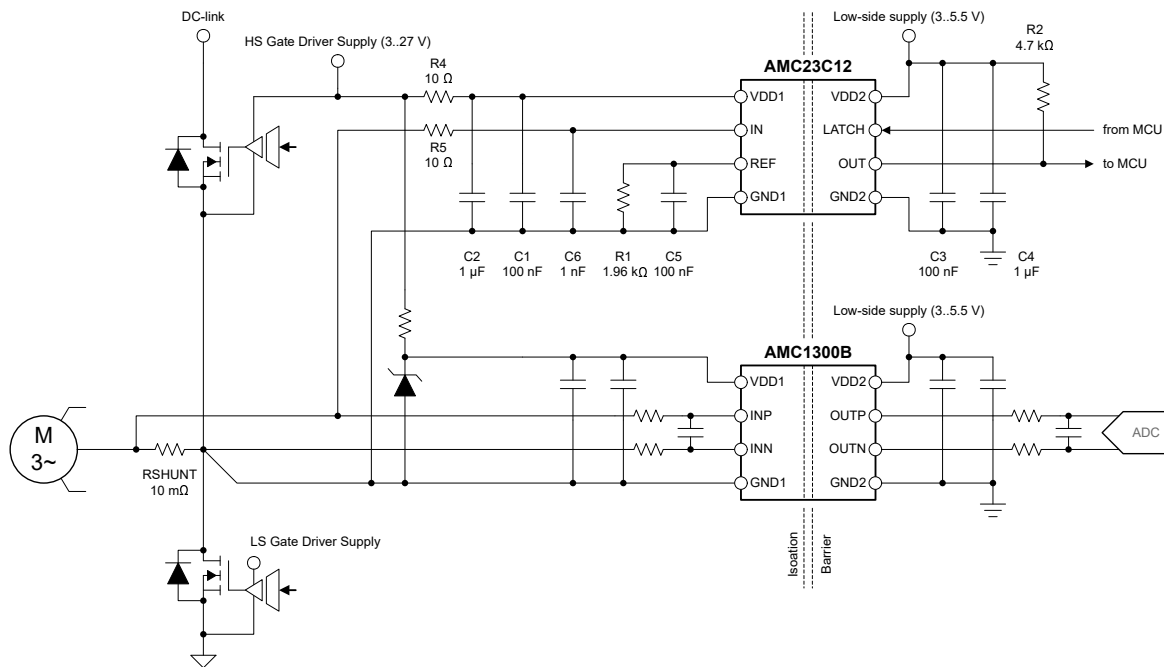 DC-link
HS Gate Driver Supply (3..27 V)
R4
10 Ω
R5
10 Ω
C2
1 µF
C1
100 nF
C6
1 nF
R1
1.96 kΩ
C5
100 nF
AMC23C12
VDD1
IN
REF
GND1
VDD2
LATCH
OUT
GND2
Low-side supply (3..5.5 V)
R2
4.7 kΩ
from MCU
to MCU
C3
100 nF
C4
1 µF
Low-side supply (3..5.5 V)
AMC1300B
VDD1
INP
INN
GND1
VDD2
OUTP
OUTN
GND2
ADC
M
3~
RSHUNT
10 mΩ
LS Gate Driver Supply
Isoation
Barrier